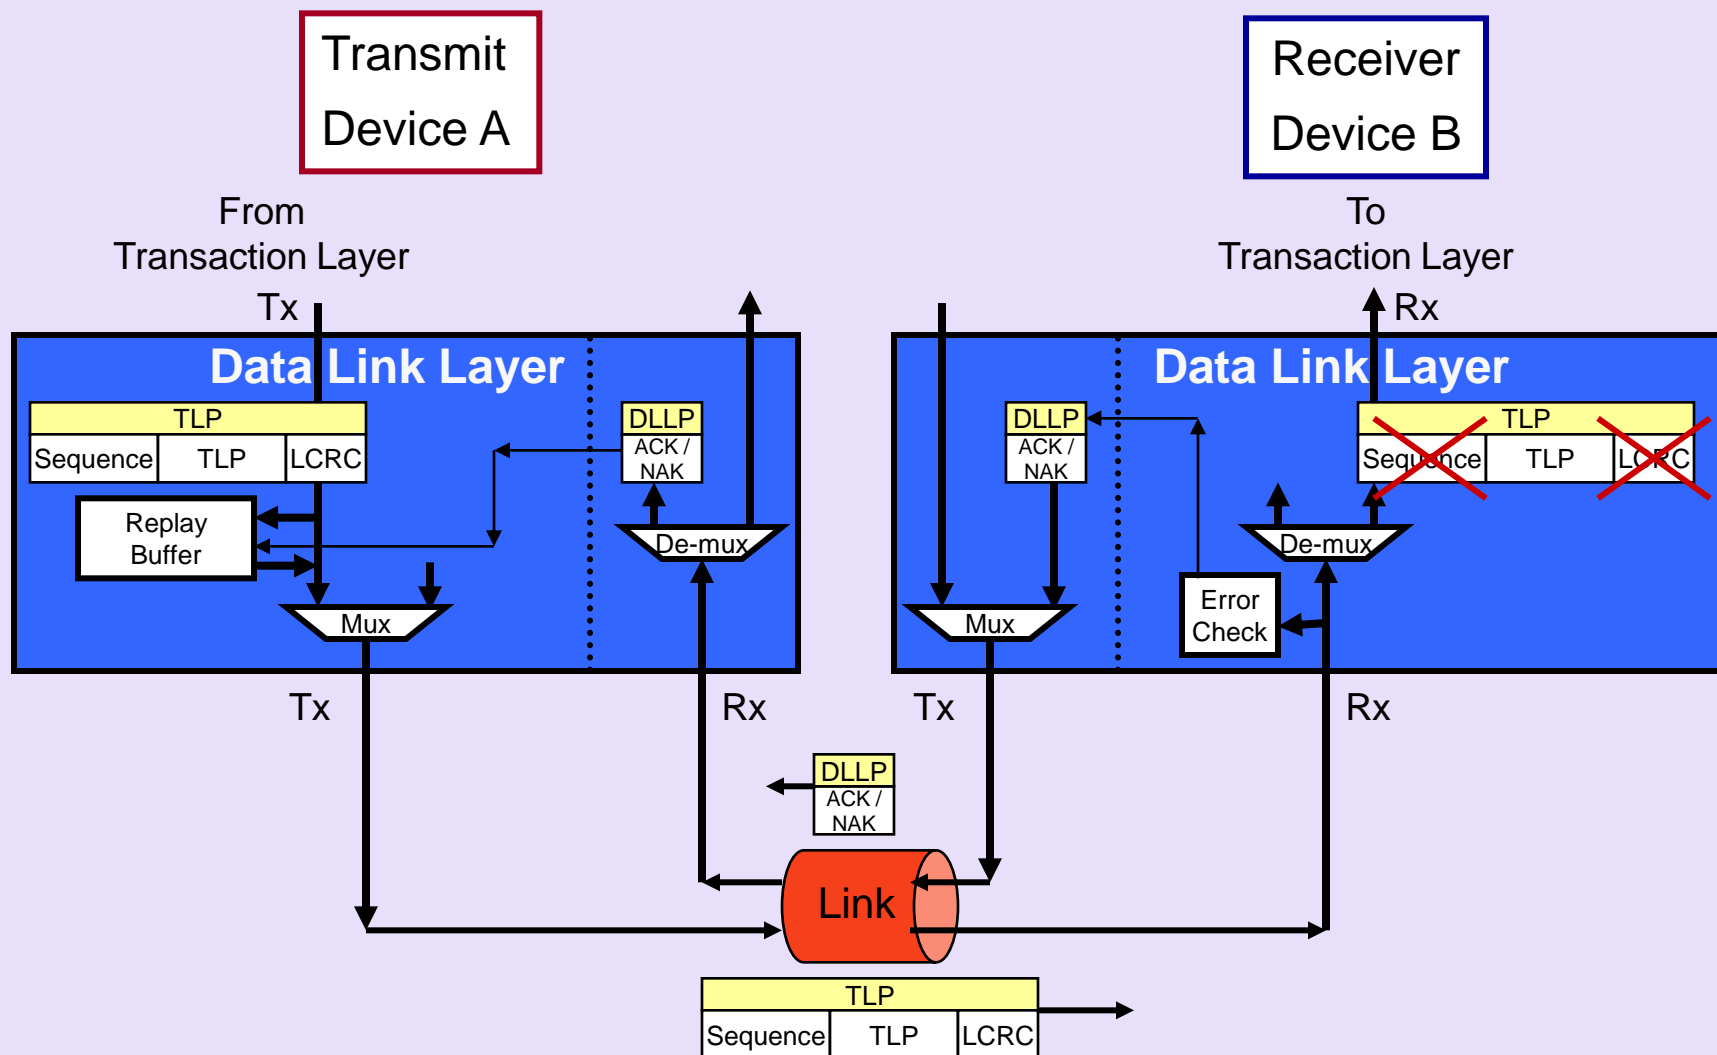 Transmit
Device A
Receiver
Device B
From
Transaction Layer
To
Transaction Layer
Tx
Rx
Data Link Layer
Data Link Layer
TLP
Sequence TLP LCRC
DLLP
ACK /
NAK
DLLP
ACK /
NAK
TLP
Sequence TLP LCRC
Replay
Buffer
De-mux
De-mux
Mux
Mux
Error
Check
Tx
Rx
Tx
Rx
DLLP
ACK /
NAK
Link
TLP
Sequence TLP LCRC